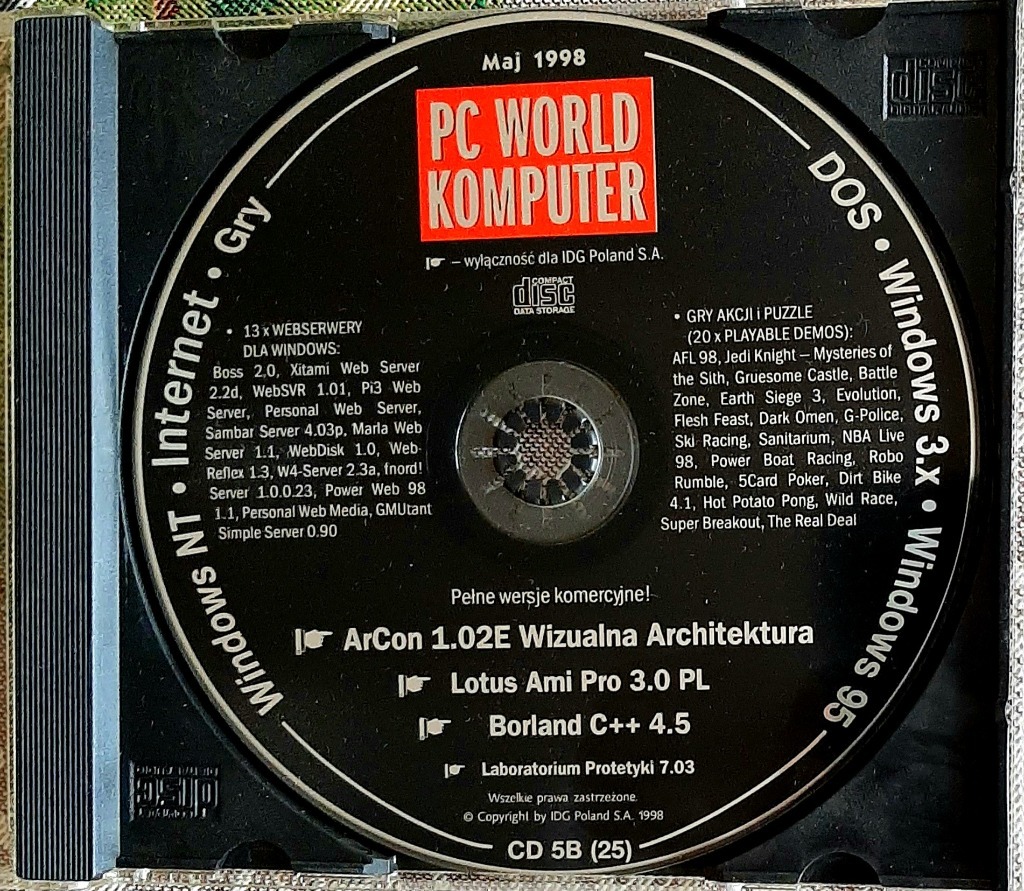 Maj 1998
PC WORLD
KOMPUTER
– wyłączność dla IDG Poland S.A.
COMPACT
disc
DATA STORAGE
Windows NT • Internet • Gry
DOS • Windows 3.x • Windows 95
• 13 x WEBSERWERY
DLA WINDOWS:
Boss 2,0, Xitami Web Server
2.2d, WebSVR 1.01, Pi3 Web
Server, Personal Web Server,
Sambar Server 4.03p, Marla Web
Server 1.1, WebDisk 1.0, Web-
Reflex 1.3, W4-Server 2.3a, fnord!
Server 1.0.0.23, Power Web 98
1.1, Personal Web Media, GMUtant
Simple Server 0.90
• GRY AKCJI i PUZZLE
(20 x PLAYABLE DEMOS):
AFL 98, Jedi Knight – Mysteries of
the Sith, Gruesome Castle, Battle
Zone, Earth Siege 3, Evolution,
Flesh Feast, Dark Omen, G-Police,
Ski Racing, Sanitarium, NBA Live
98, Power Boat Racing, Robo
Rumble, 5Card Poker, Dirt Bike
4.1, Hot Potato Pong, Wild Race,
Super Breakout, The Real Deal
Pełne wersje komercyjne!
ArCon 1.02E Wizualna Architektura
Lotus Ami Pro 3.0 PL
Borland C++ 4.5
Laboratorium Protetyki 7.03
Wszelkie prawa zastrzeżone.
© Copyright by IDG Poland S.A. 1998
CD 5B (25)
COMPACT
disc
DIGITAL AUDIO
COMPACT
disc
DIGITAL AUDIO